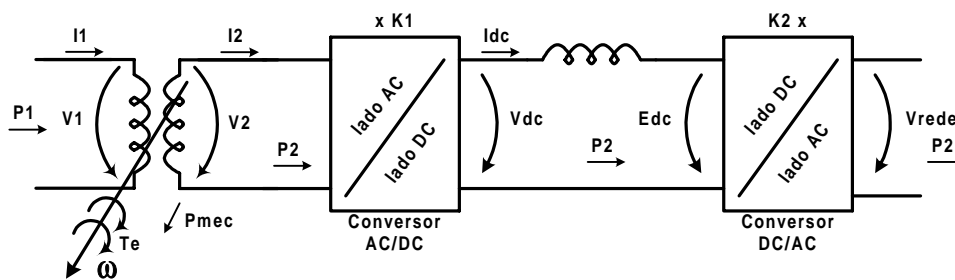 x K1
K2 x
I1
I2
Idc
P1
V1
V2
lado AC
lado DC
Vdc
Edc
lado DC
lado AC
Vrede
P2
P2
P2
Te
Pmec
ω
Conversor
AC/DC
Conversor
DC/AC